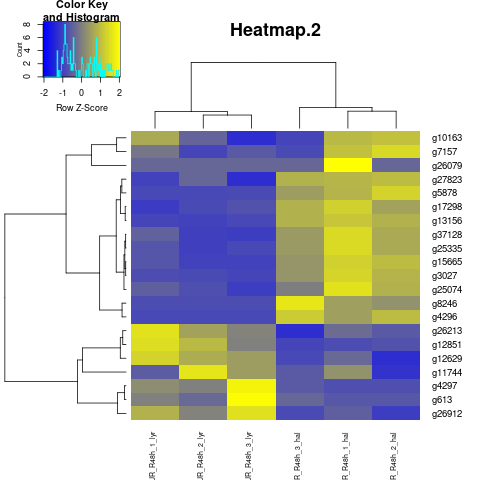 Color Key
and Histogram
Heatmap.2
Count
0 2 4 6 8
-2 -1 0 1 2
Row Z-Score
g10163
g7157
g26079
g27823
g5878
g17298
g13156
g37128
g25335
g15665
g3027
g25074
g8246
g4296
g26213
g12851
g12629
g11744
g4297
g613
g26912
JR_R48h_1_lyr
JR_R48h_2_lyr
JR_R48h_3_lyr
R_R48h_3_hal
R_R48h_1_hal
R_R48h_2_hal